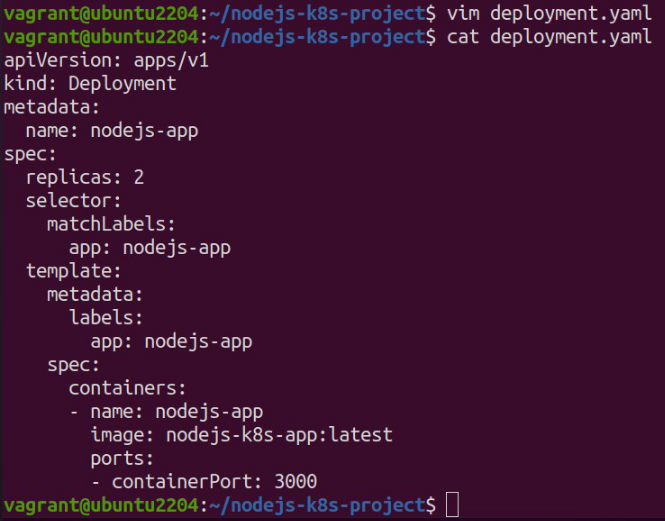 vagrant@ubuntu2204:~/nodejs-k8s-project$ vim deployment.yaml
vagrant@ubuntu2204:~/nodejs-k8s-project$ cat deployment.yaml
apiVersion: apps/v1
kind: Deployment
metadata:
  name: nodejs-app
spec:
  replicas: 2
  selector:
    matchLabels:
      app: nodejs-app
  template:
    metadata:
      labels:
        app: nodejs-app
    spec:
      containers:
      - name: nodejs-app
        image: nodejs-k8s-app:latest
        ports:
        - containerPort: 3000
vagrant@ubuntu2204:~/nodejs-k8s-project$